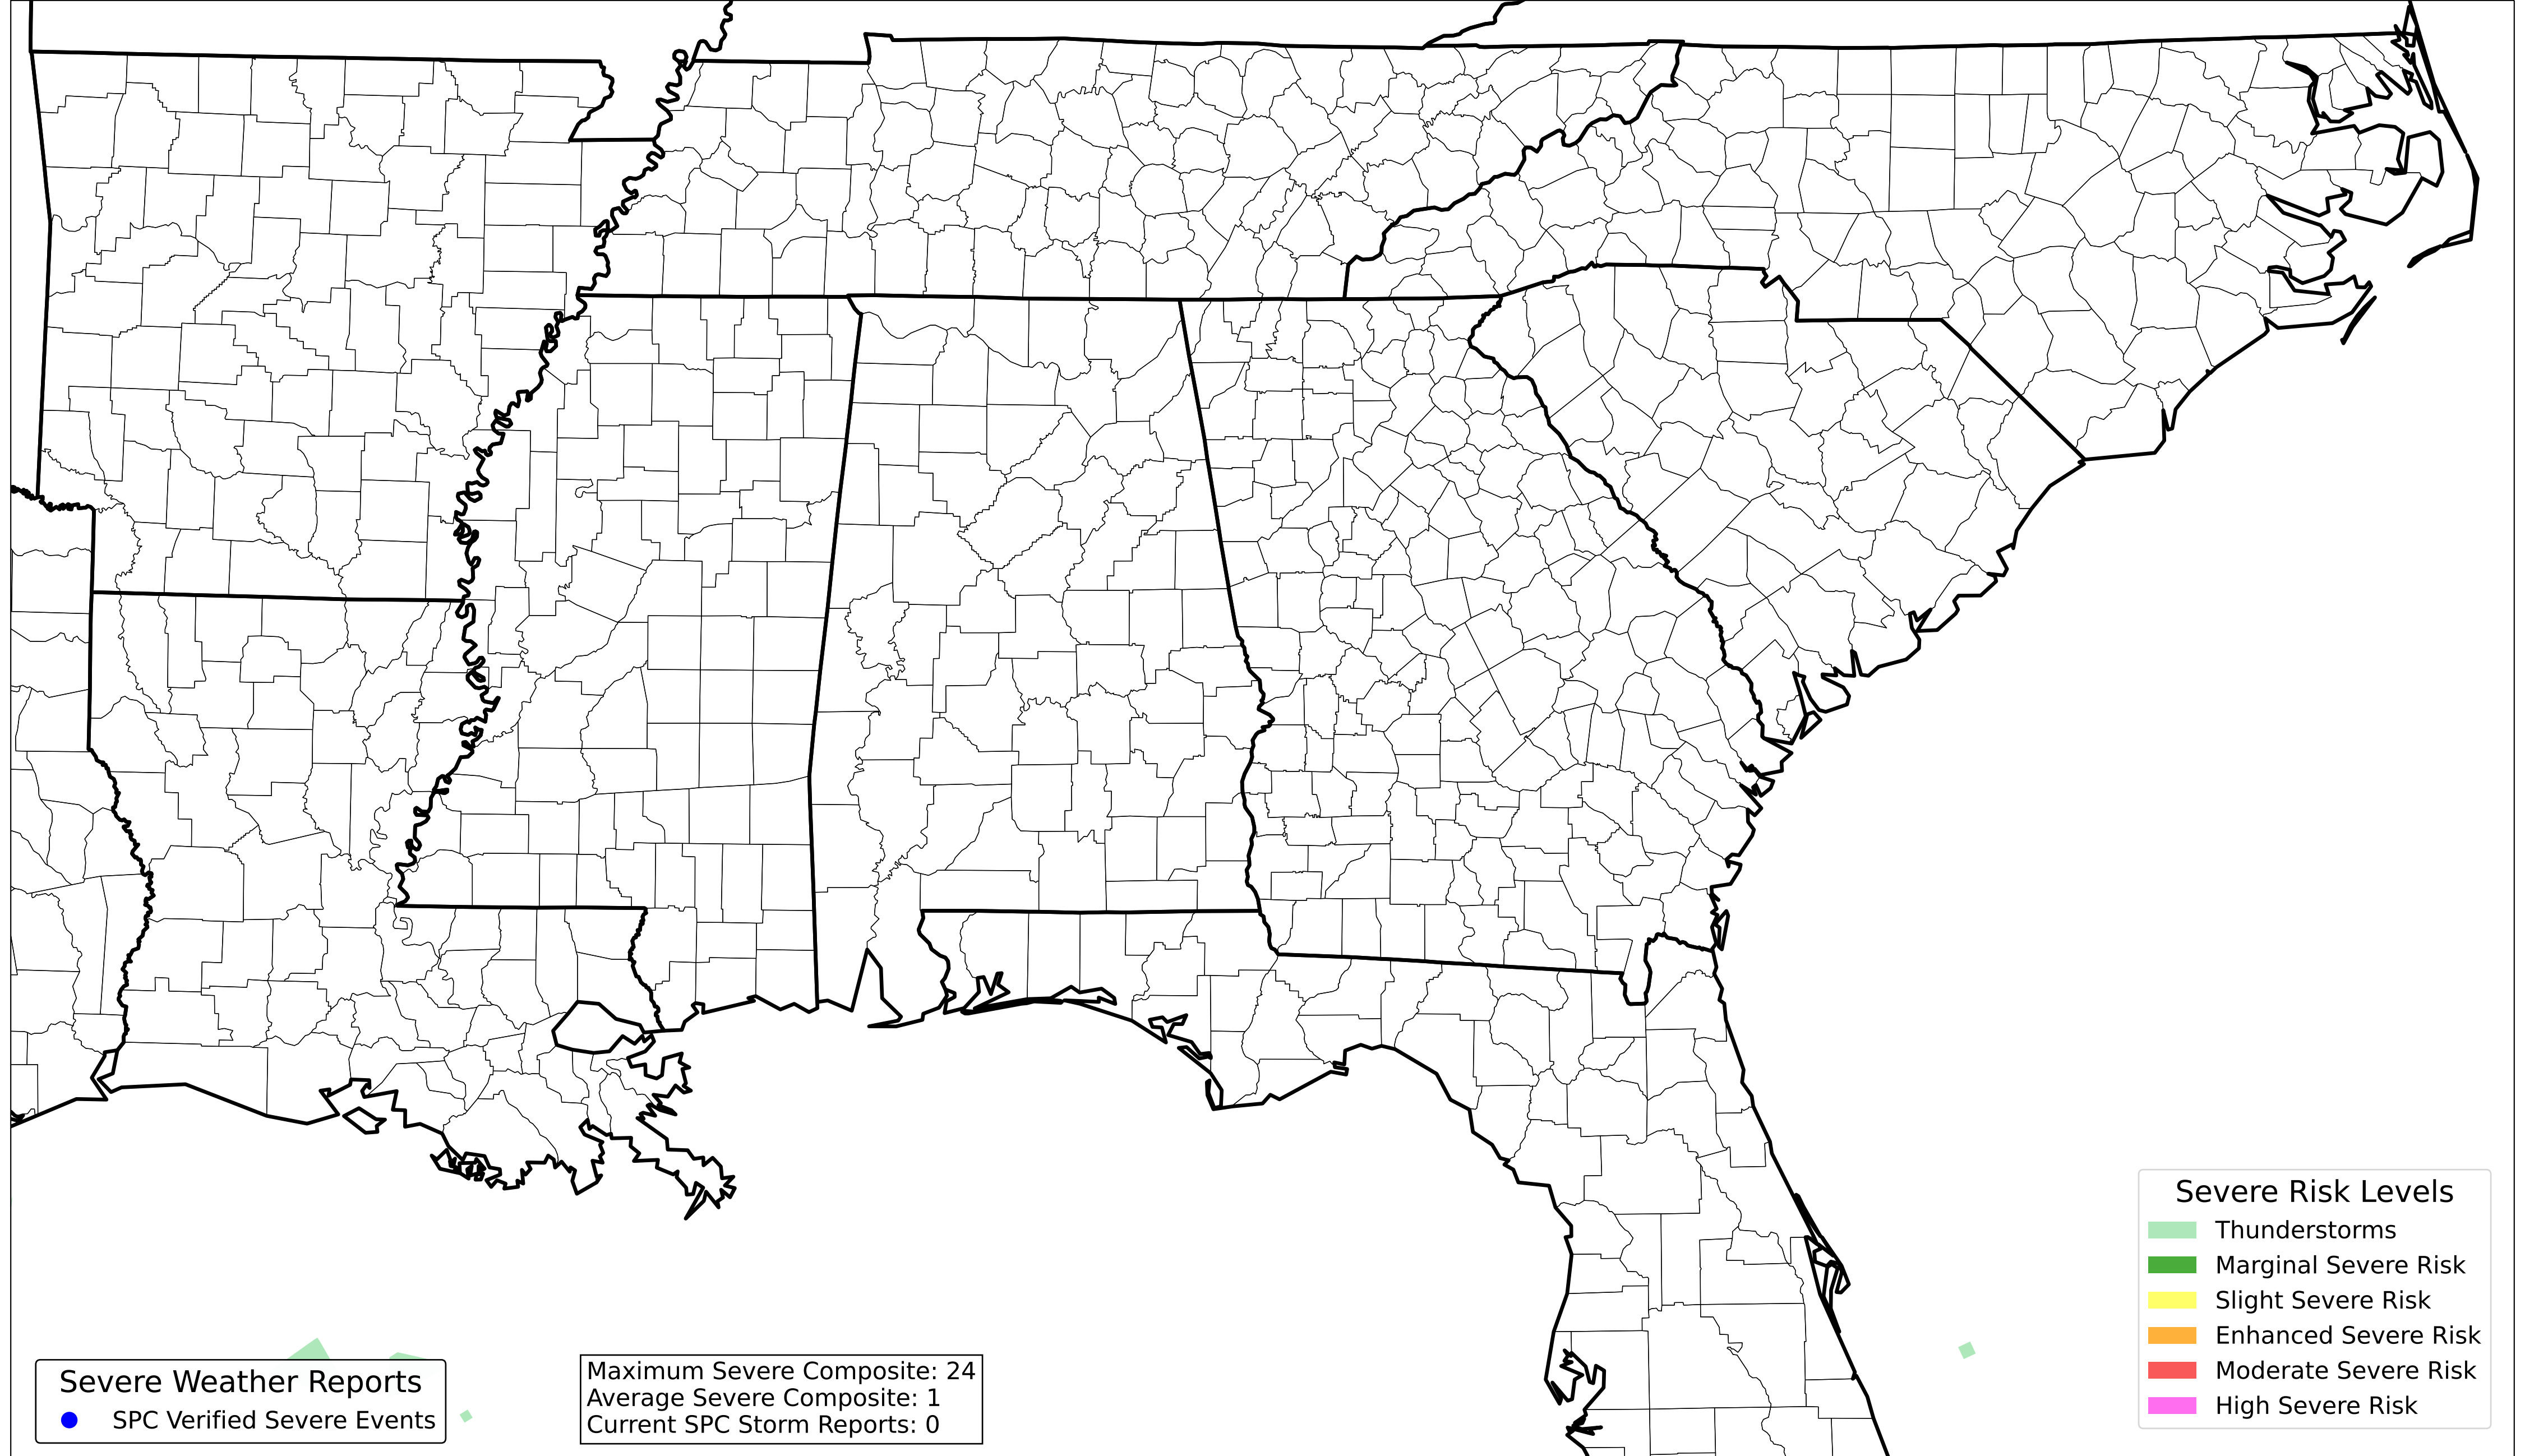 Severe Weather Reports
SPC Verified Severe Events
Maximum Severe Composite: 24
Average Severe Composite: 1
Current SPC Storm Reports: 0
Severe Risk Levels
Thunderstorms
Marginal Severe Risk
Slight Severe Risk
Enhanced Severe Risk
Moderate Severe Risk
High Severe Risk